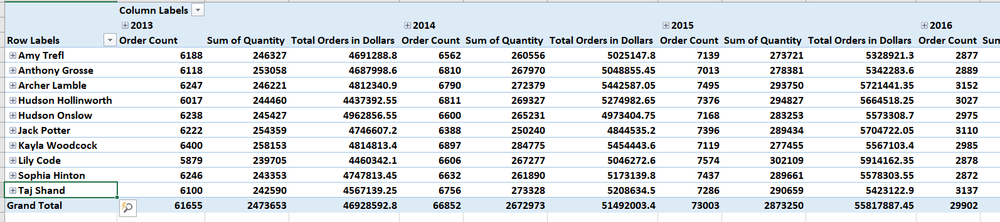 Column Labels
2013 2014 2015 2016
Row Labels Order Count Sum of Quantity Total Orders in Dollars Order Count Sum of Quantity Total Orders in Dollars Order Count Sum of Quantity Total Orders in Dollars Order Count Sum
Amy Trefl 6188 246327 4691288.8 6562 260556 5025147.8 7139 273721 5328921.3 2877
Anthony Grosse 6118 253058 4687998.6 6810 267970 5048855.45 7013 278381 5342283.6 2889
Archer Lamble 6247 246221 4812340.9 6790 272379 5442587.05 7495 293750 5721441.35 3152
Hudson Hollinworth 6017 244460 4437392.55 6811 269327 5274982.65 7376 294827 5664518.25 3027
Hudson Onslow 6238 245427 4962856.55 6600 265231 4973404.75 7168 283253 5573308.7 2975
Jack Potter 6222 254359 4746607.2 6388 250240 4844535.2 7396 289434 5704722.05 3110
Kayla Woodcock 6400 258153 4814813.4 6897 284775 5454443.6 7119 277455 5567103.4 2985
Lily Code 5879 239705 4460342.1 6606 267277 5046272.6 7574 302109 5914162.35 2878
Sophia Hinton 6246 243353 4747813.45 6632 261890 5173139.8 7437 289661 5578303.55 2872
Taj Shand 6100 242590 4567139.25 6756 273328 5208634.5 7286 290659 5423122.9 3137
Grand Total 61655 2473653 46928592.8 66852 2672973 51492003.4 73003 2873250 55817887.45 29902